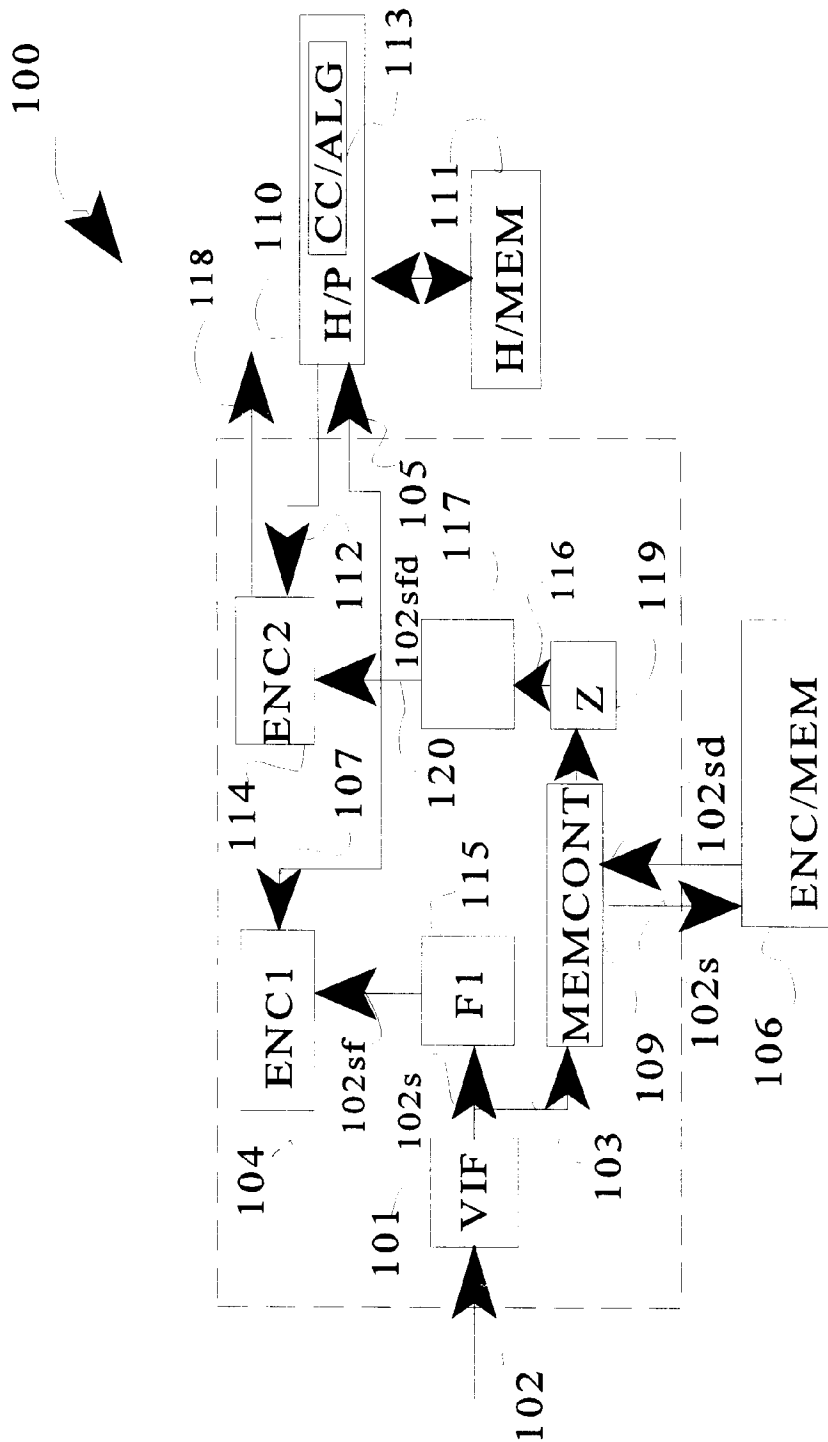 100
118
110
H/P
CC/ALG
113
111
H/MEM
105
117
112
ENC2
114
102sfd
107
120
116
Z
119
ENC1
104
102sf
115
F1
102s
101
VIF
MEMCONT
103
109
102s
102sd
ENC/MEM
106
102